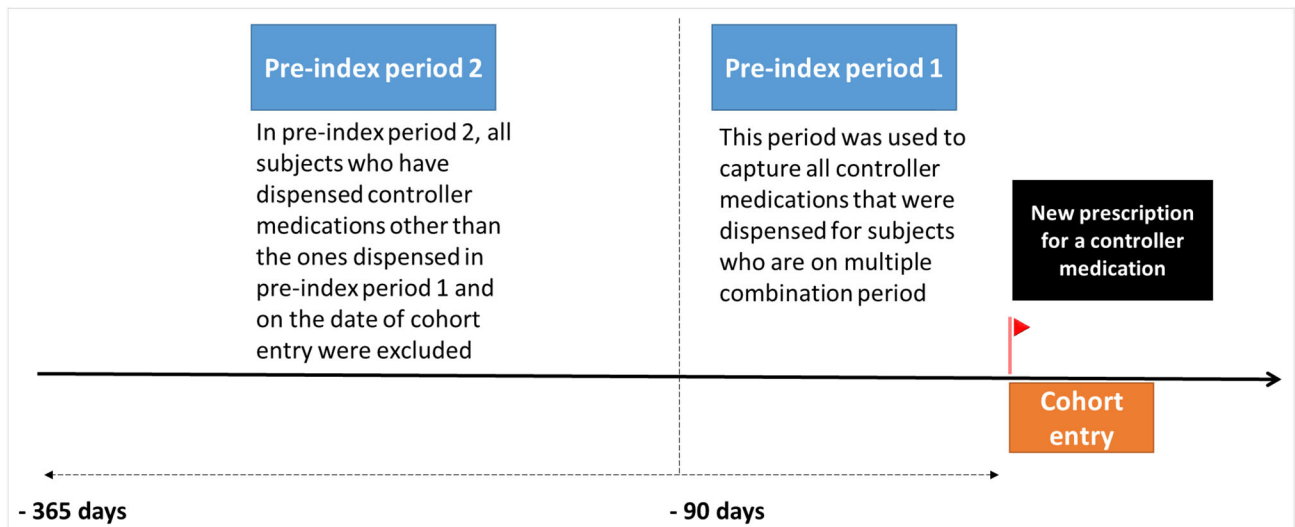 Pre-index period 2
In pre-index period 2, all
subjects who have
dispensed controller
medications other than
the ones dispensed in
pre-index period 1 and
on the date of cohort
entry were excluded
Pre-index period 1
This period was used to
capture all controller
medications that were
dispensed for subjects
who are on multiple
combination period
New prescription
for a controller
medication
Cohort
entry
- 365 days
- 90 days